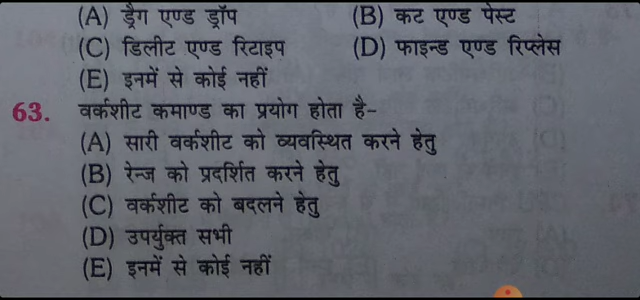 (A) ड्रैग एण्ड ड्रॉप (B) कट एण्ड पेस्ट
(C) डिलीट एण्ड रिटाइप (D) फाइन्ड एण्ड रिप्लेस
(E) इनमें से कोई नहीं
63. वर्कशीट कमाण्ड का प्रयोग होता है-
(A) सारी वर्कशीट को व्यवस्थित करने हेतु
(B) रेन्ज को प्रदर्शित करने हेतु
(C) वर्कशीट को बदलने हेतु
(D) उपर्युक्त सभी
(E) इनमें से कोई नहीं